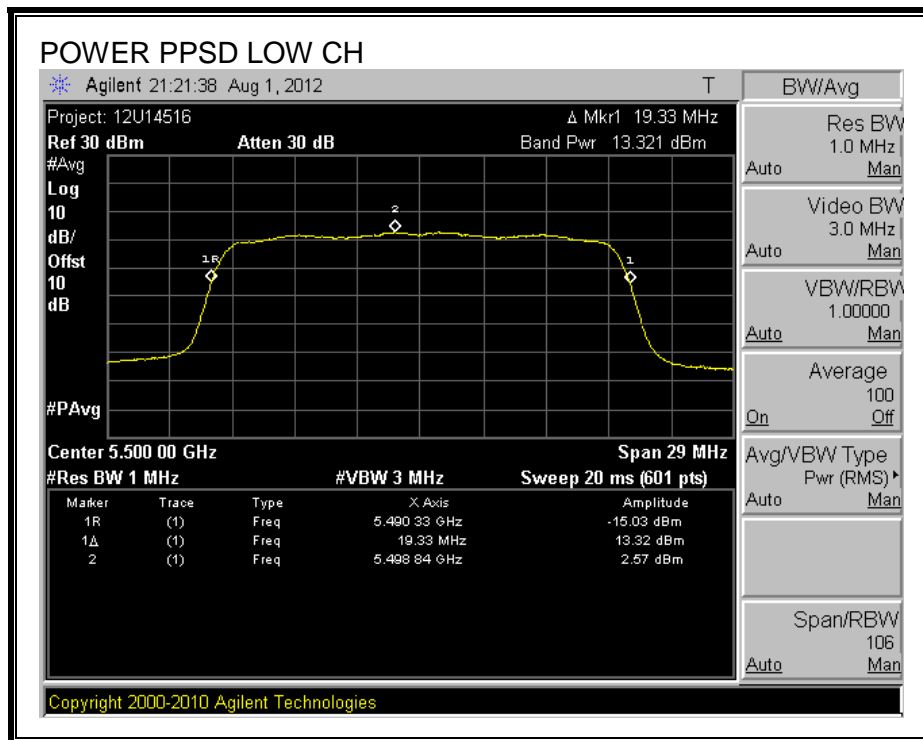 POWER PPSD LOW CH
Agilent 21:21:38 Aug 1, 2012 T
Project: 12U14516 Δ Mkr1 19.33 MHz
Ref 30 dBm Atten 30 dB Band Pwr 13.321 dBm
#Avg
Log
10
dB/
Offst
10
dB
#PAvg
2
1R
1
Center 5.500 00 GHz Span 29 MHz
#Res BW 1 MHz #VBW 3 MHz Sweep 20 ms (601 pts)
Marker Trace Type X Axis Amplitude
1R (1) Freq 5.490 33 GHz -15.03 dBm
1Δ (1) Freq 19.33 MHz 13.32 dBm
2 (1) Freq 5.498 84 GHz 2.57 dBm
Copyright 2000-2010 Agilent Technologies
BW/Avg
Res BW
1.0 MHz
Auto Man
Video BW
3.0 MHz
Auto Man
VBW/RBW
1.00000
Auto Man
Average
100
On Off
Avg/VBW Type
Pwr (RMS)
Auto Man
Span/RBW
106
Auto Man